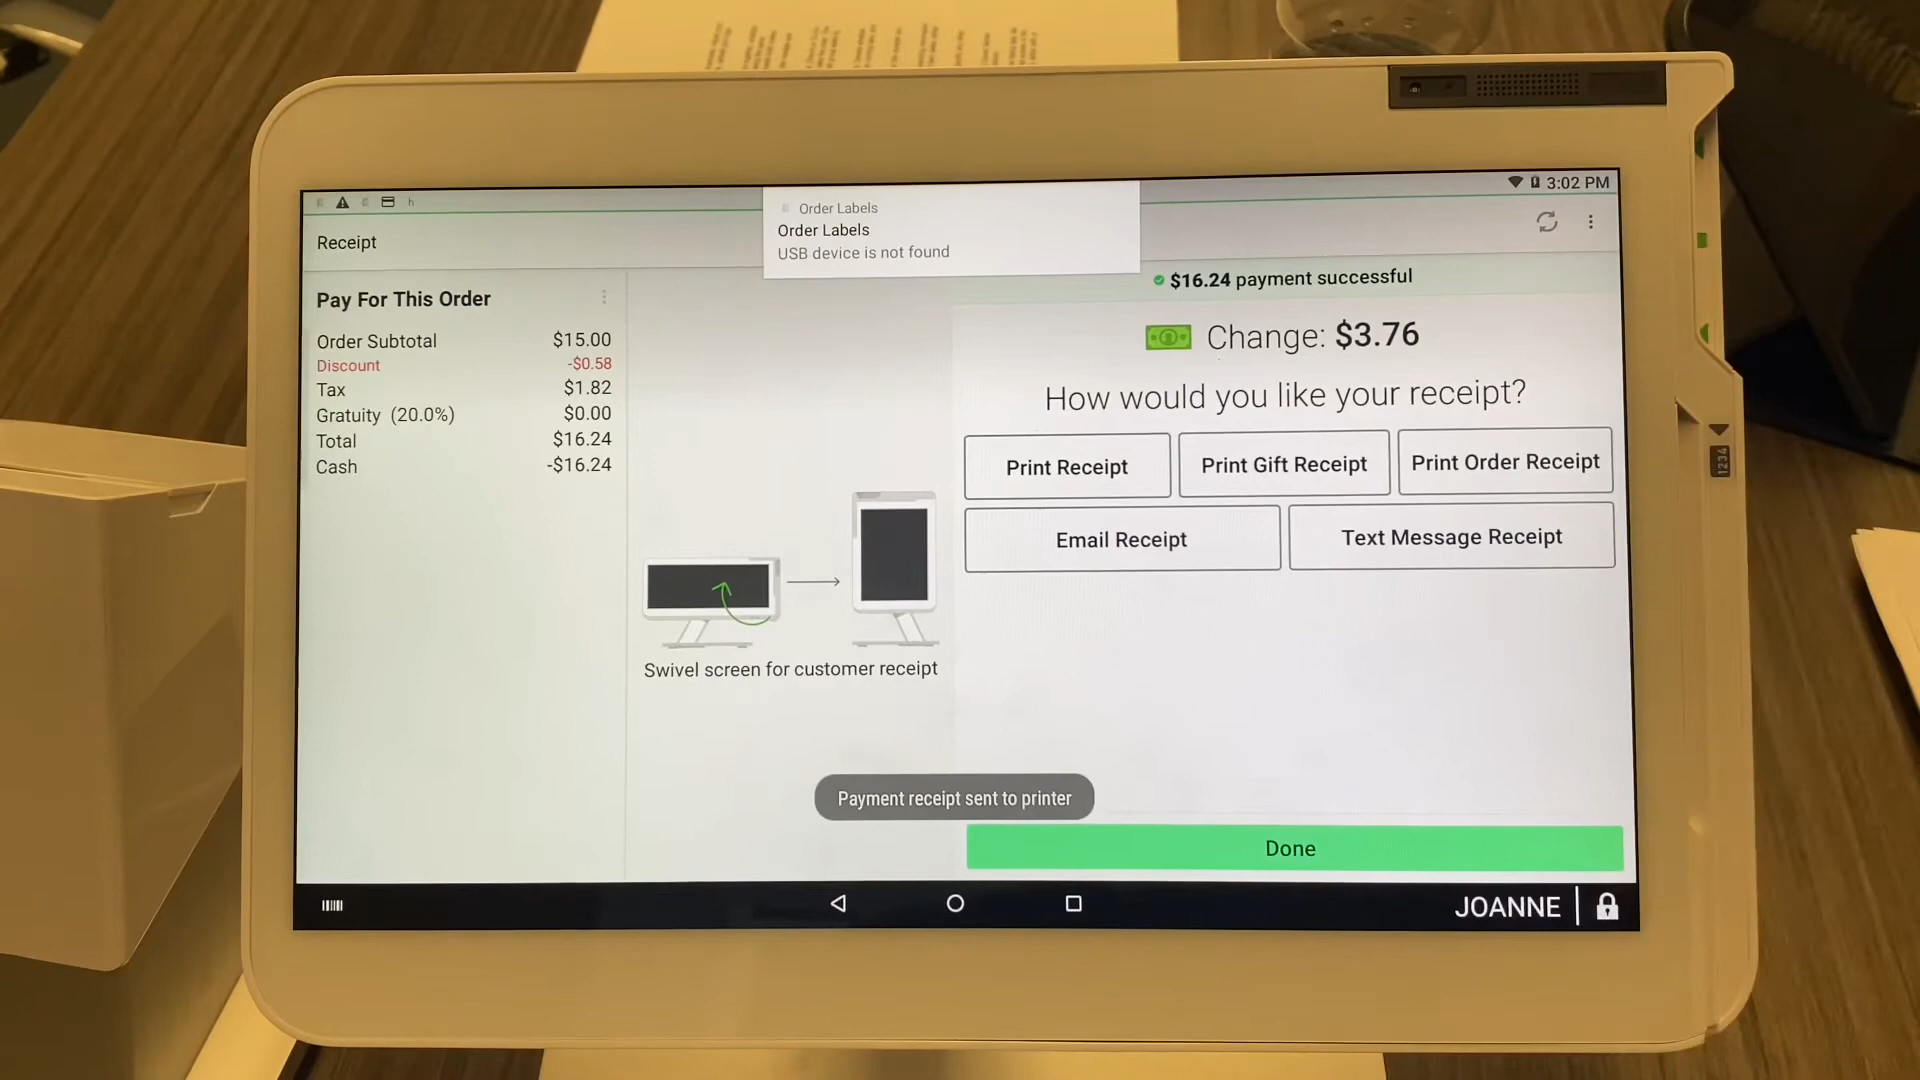 3:02 PM
Order Labels
Order Labels
USB device is not found
Receipt
Pay For This Order
Order Subtotal $15.00
Discount -$0.58
Tax $1.82
Gratuity (20.0%) $0.00
Total $16.24
Cash -$16.24
Swivel screen for customer receipt
$16.24 payment successful
Change: $3.76
How would you like your receipt?
Print Receipt
Print Gift Receipt
Print Order Receipt
Email Receipt
Text Message Receipt
Payment receipt sent to printer
Done
JOANNE
1234